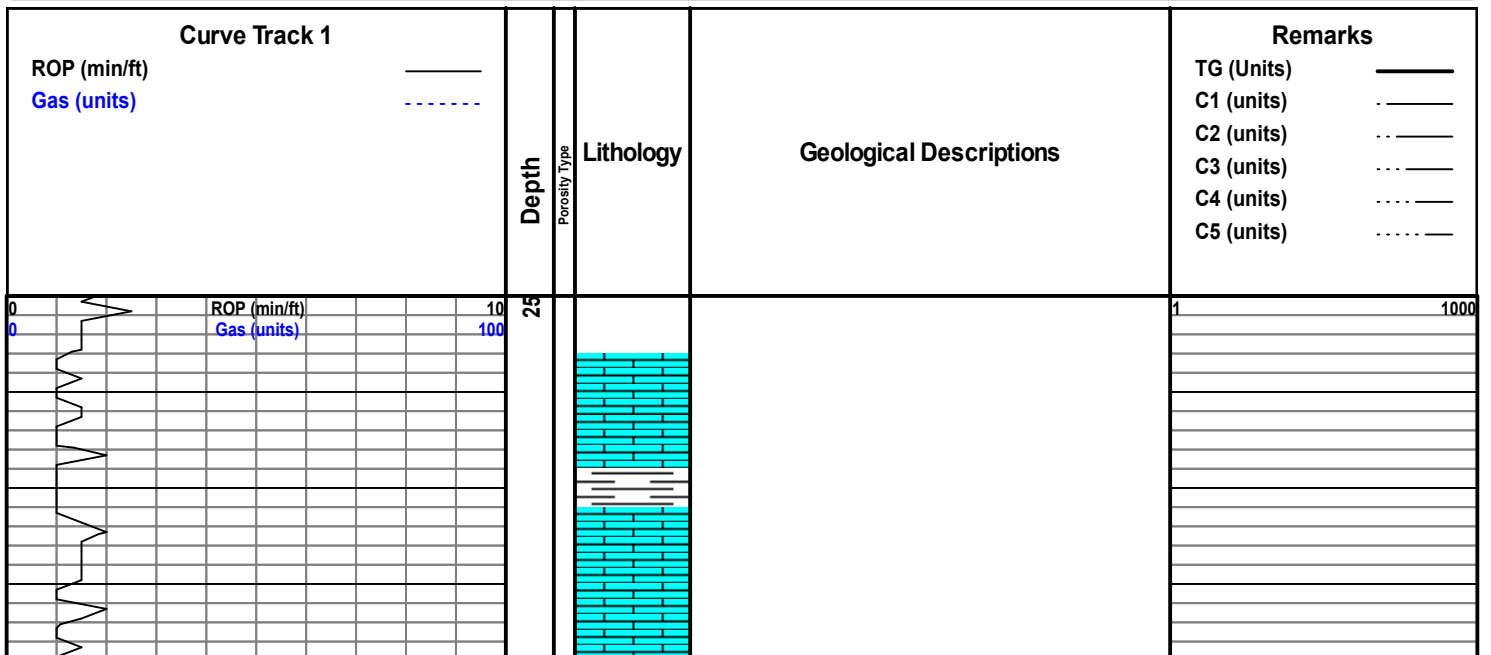 Curve Track 1
ROP (min/ft)
Gas (units)
Depth
Porosity Type
Lithology
Geological Descriptions
Remarks
TG (Units)
C1 (units)
C2 (units)
C3 (units)
C4 (units)
C5 (units)
0 ROP (min/ft) 10
0 Gas (units) 100
25
1 1000